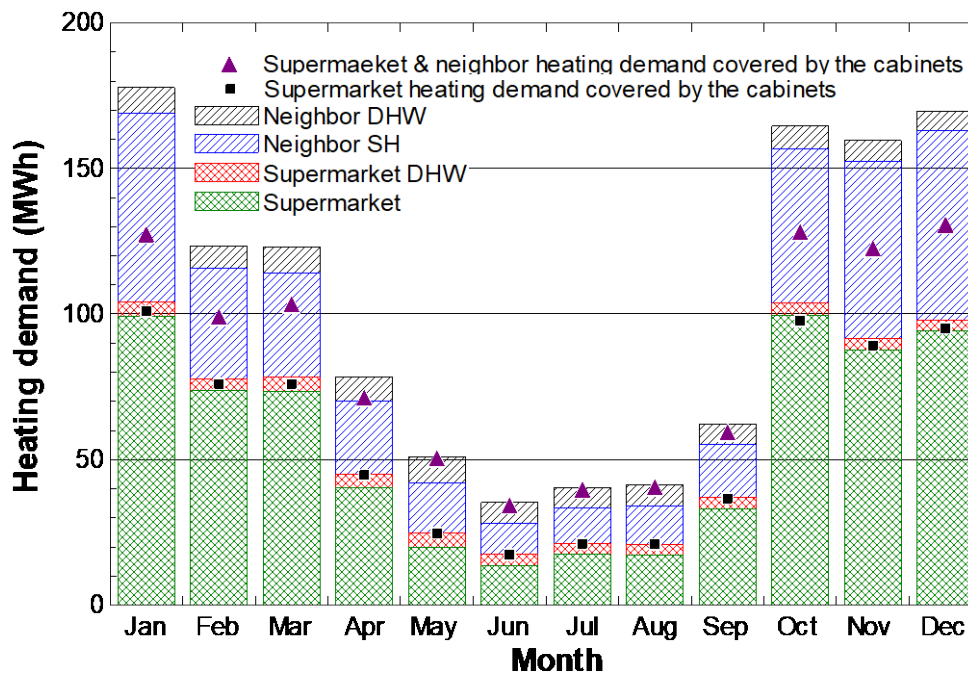 200
150
100
50
0
Heating demand (MWh)
Supermaeket & neighbor heating demand covered by the cabinets
Supermarket heating demand covered by the cabinets
Neighbor DHW
Neighbor SH
Supermarket DHW
Supermarket
Jan Feb Mar Apr May Jun Jul Aug Sep Oct Nov Dec
Month